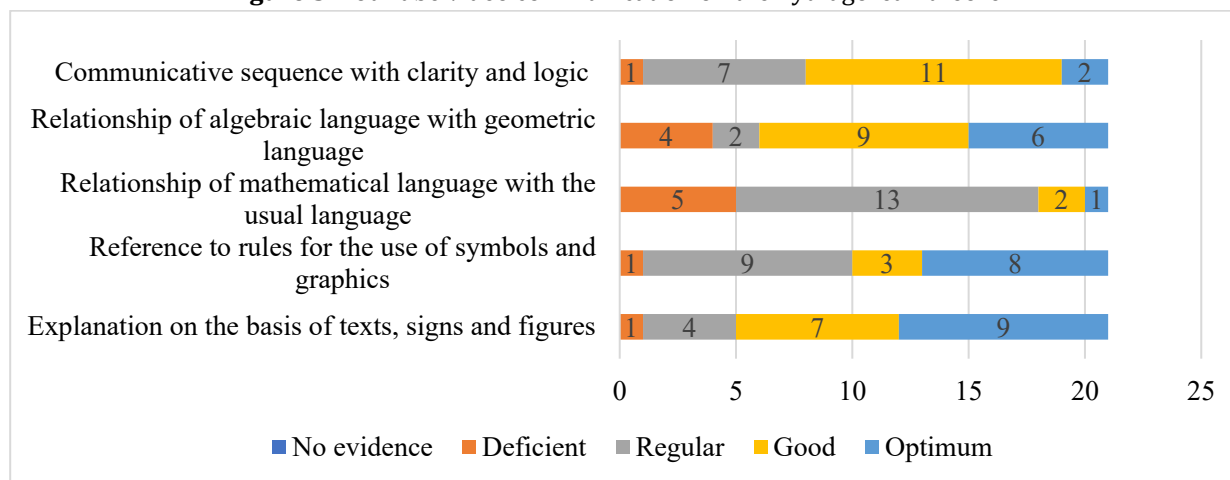 Communicative sequence with clarity and logic
1 7 11 2
Relationship of algebraic language with geometric
language
4 2 9 6
Relationship of mathematical language with the
usual language
5 13 2 1
Reference to rules for the use of symbols and
graphics
1 9 3 8
Explanation on the basis of texts, signs and figures
1 4 7 9
0 5 10 15 20 25
No evidence Deficient Regular Good Optimum